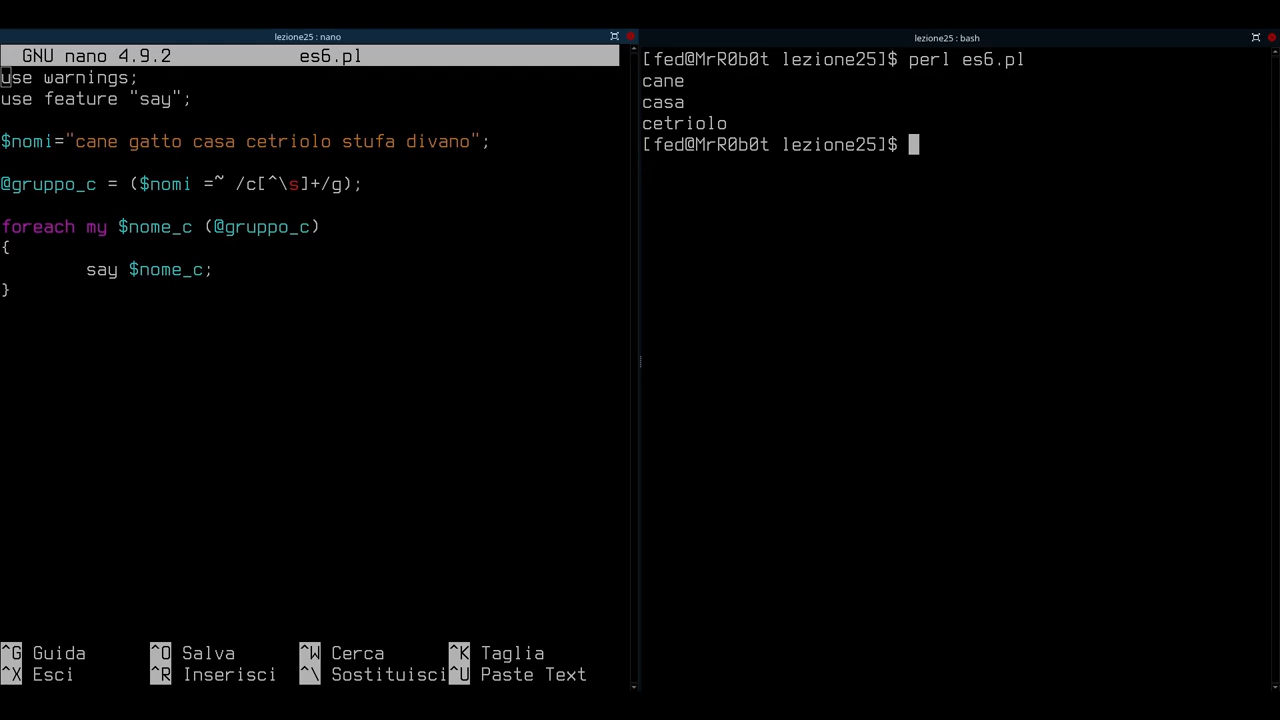 lezione25 : nano
GNU nano 4.9.2 es6.pl
use warnings;
use feature "say";
$nomi="cane gatto casa cetriolo stufa divano";
@gruppo_c = ($nomi =~ /c[^\s]+/g);
foreach my $nome_c (@gruppo_c)
{
say $nome_c;
}
^G Guida ^O Salva ^W Cerca ^K Taglia
^X Esci ^R Inserisci ^\ Sostituisci ^U Paste Text
lezione25 : bash
[fed@MrR0b0t lezione25]$ perl es6.pl
cane
casa
cetriolo
[fed@MrR0b0t lezione25]$